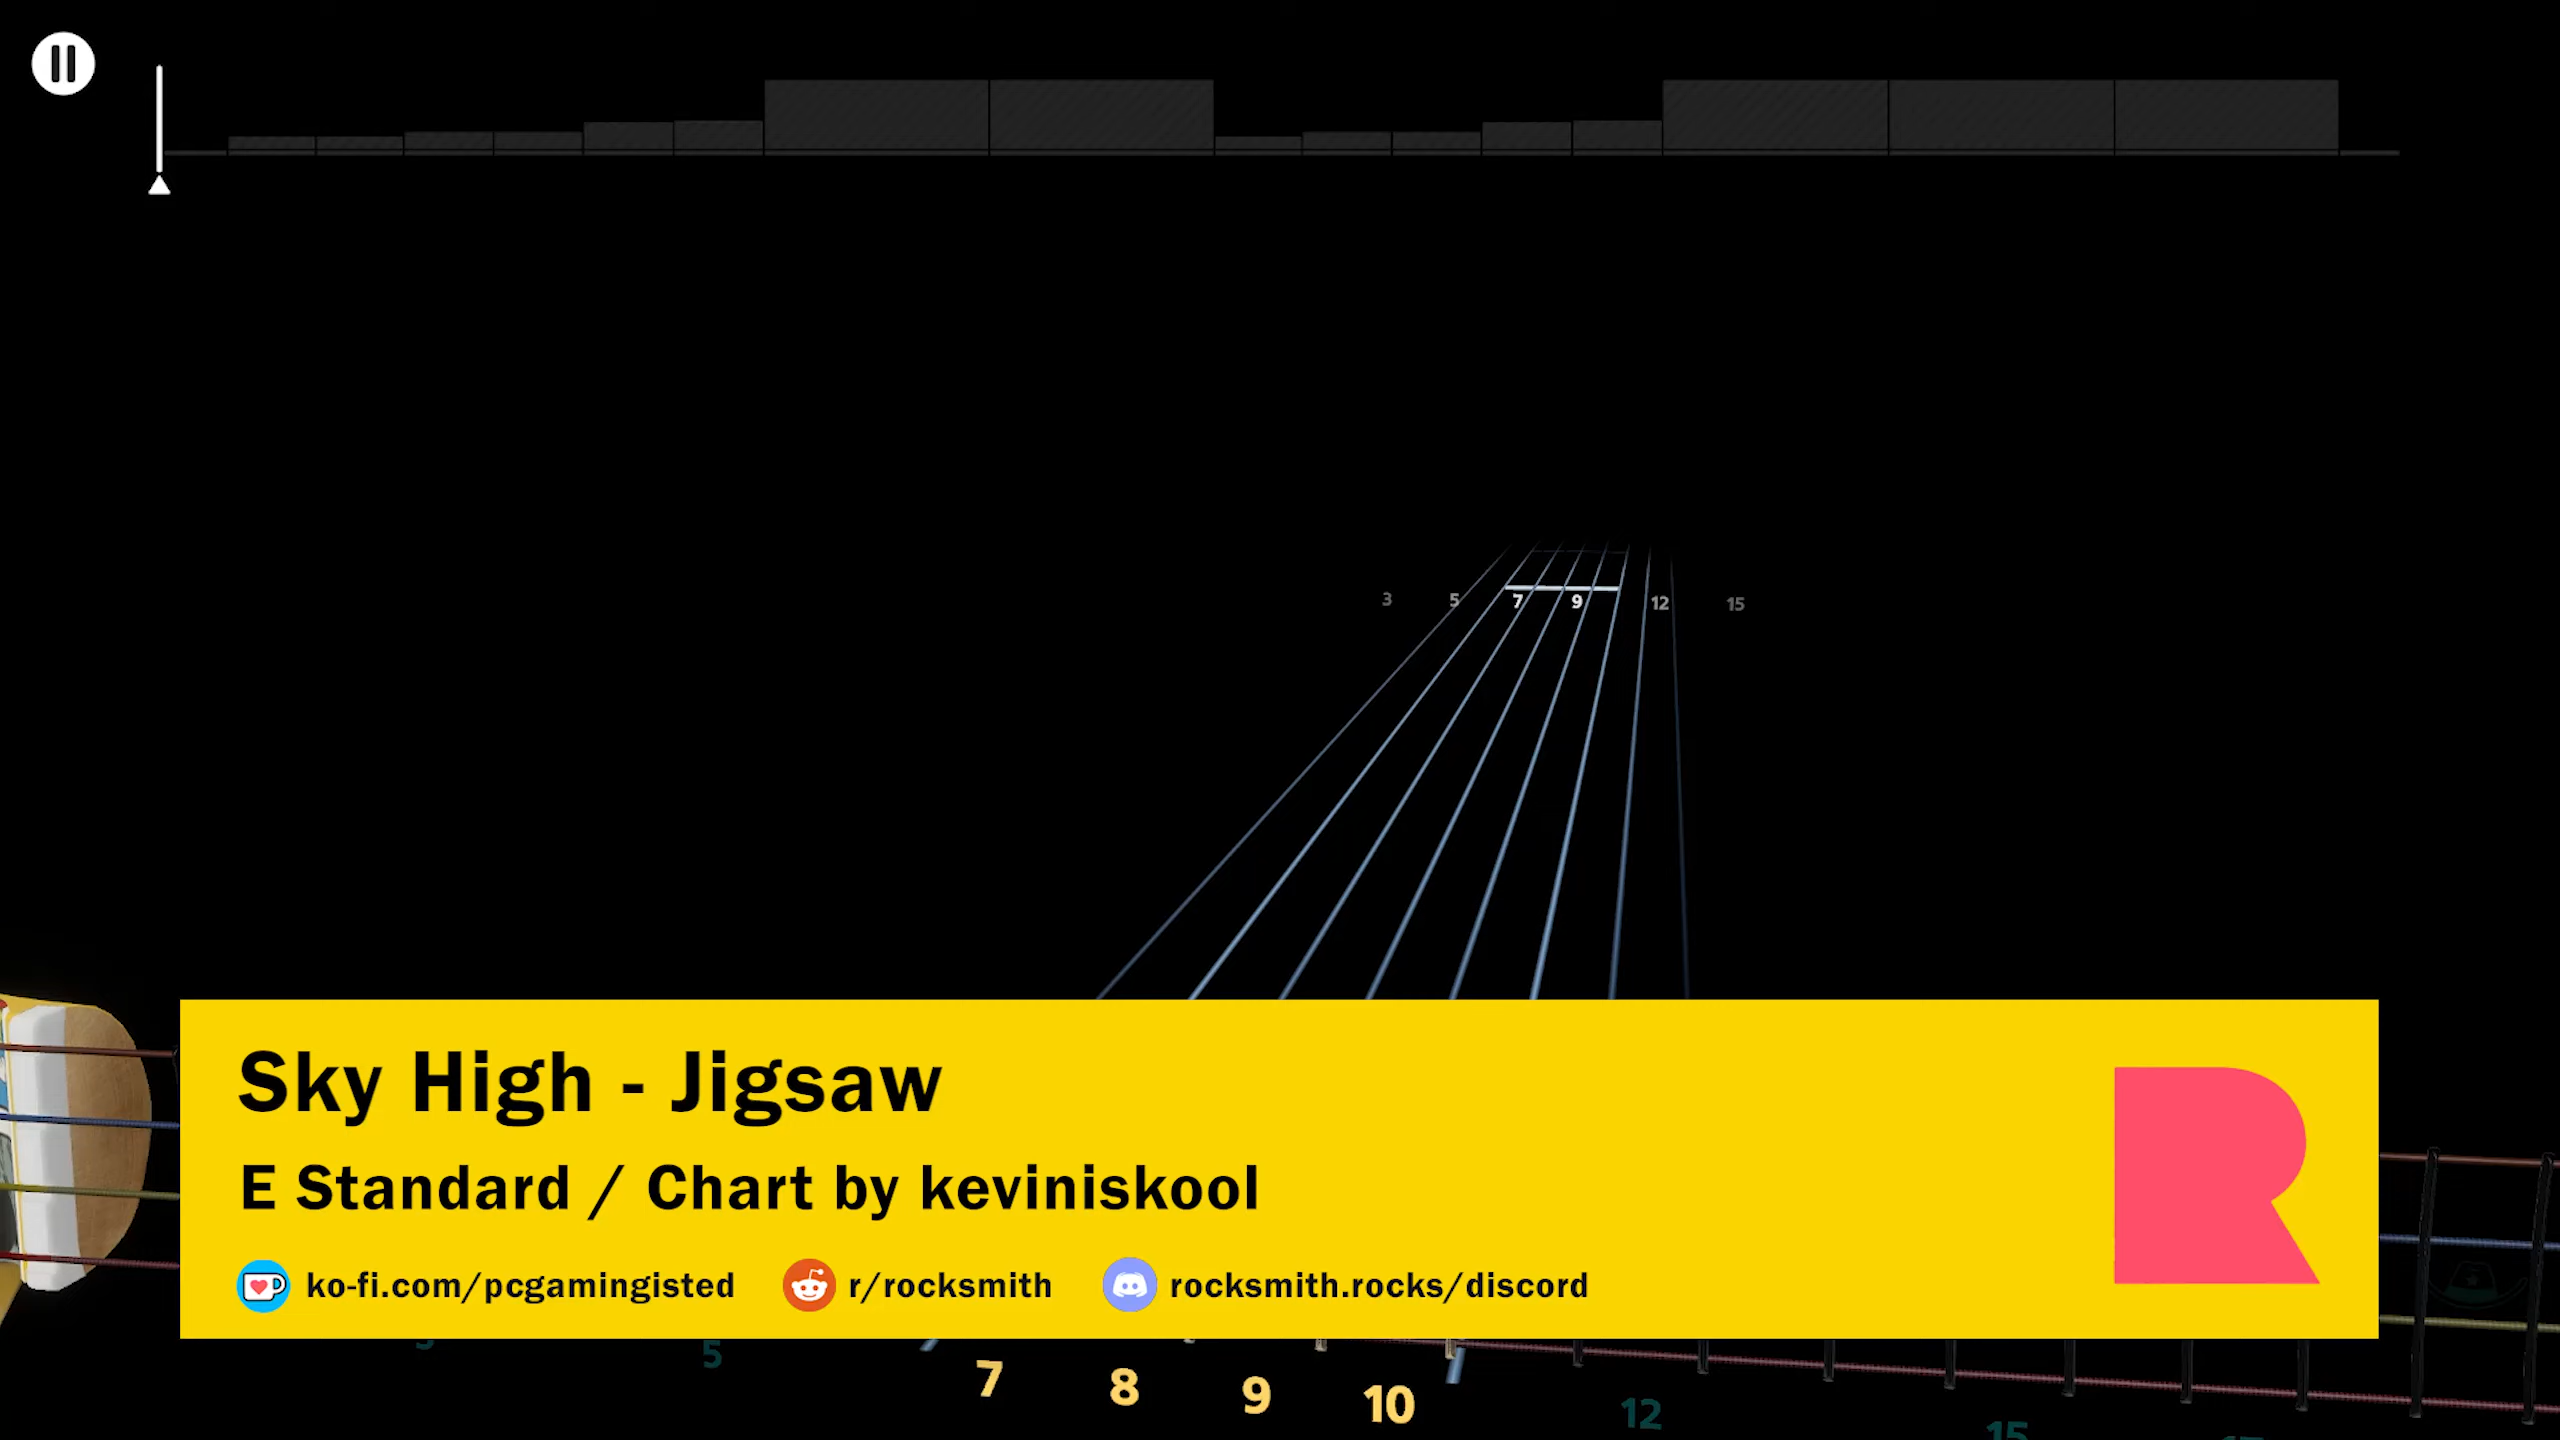 3 5 7 9 12 15
Sky High - Jigsaw
E Standard / Chart by keviniskool
ko-fi.com/pcgamingisted r/rocksmith rocksmith.rocks/discord
5 7 8 9 10 12 15